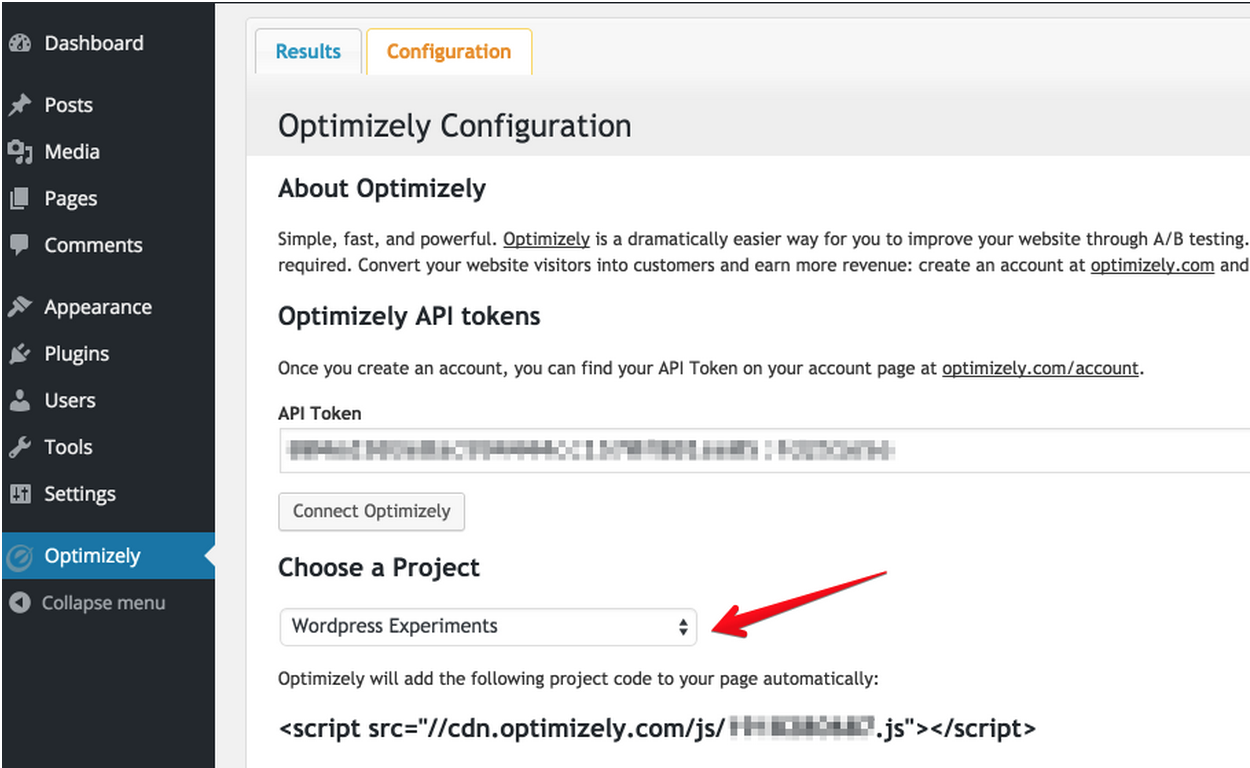 Dashboard
Posts
Media
Pages
Comments
Appearance
Plugins
Users
Tools
Settings
Optimizely
Collapse menu
Results
Configuration
Optimizely Configuration
About Optimizely
Simple, fast, and powerful. Optimizely is a dramatically easier way for you to improve your website through A/B testing.
required. Convert your website visitors into customers and earn more revenue: create an account at optimizely.com and
Optimizely API tokens
Once you create an account, you can find your API Token on your account page at optimizely.com/account.
API Token
Connect Optimizely
Choose a Project
Wordpress Experiments
Optimizely will add the following project code to your page automatically:
<script src="//cdn.optimizely.com/js/ .js"></script>